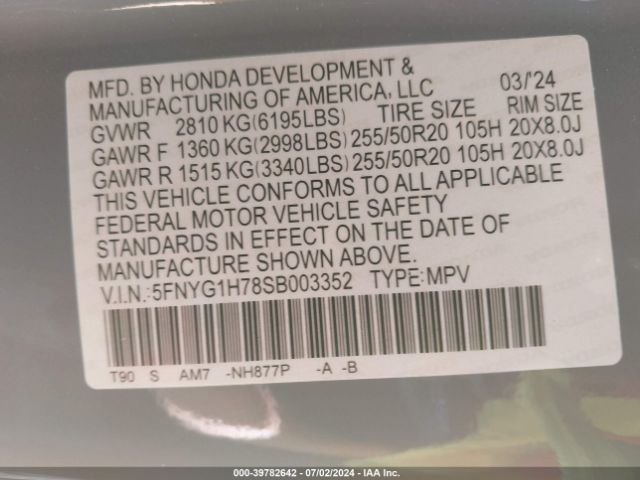 MFD. BY HONDA DEVELOPMENT &
MANUFACTURING OF AMERICA, LLC 03/'24
GVWR 2810 KG(6195LBS) TIRE SIZE RIM SIZE
GAWR F 1360 KG(2998LBS) 255/50R20 105H 20X8.0J
GAWR R 1515 KG(3340LBS) 255/50R20 105H 20X8.0J
THIS VEHICLE CONFORMS TO ALL APPLICABLE
FEDERAL MOTOR VEHICLE SAFETY
STANDARDS IN EFFECT ON THE DATE OF
MANUFACTURE SHOWN ABOVE.
V.I.N.:5FNYG1H78SB003352 TYPE:MPV
T90 S AM7 -NH877P -A -B
000-39782642 - 07/02/2024 - IAA Inc.